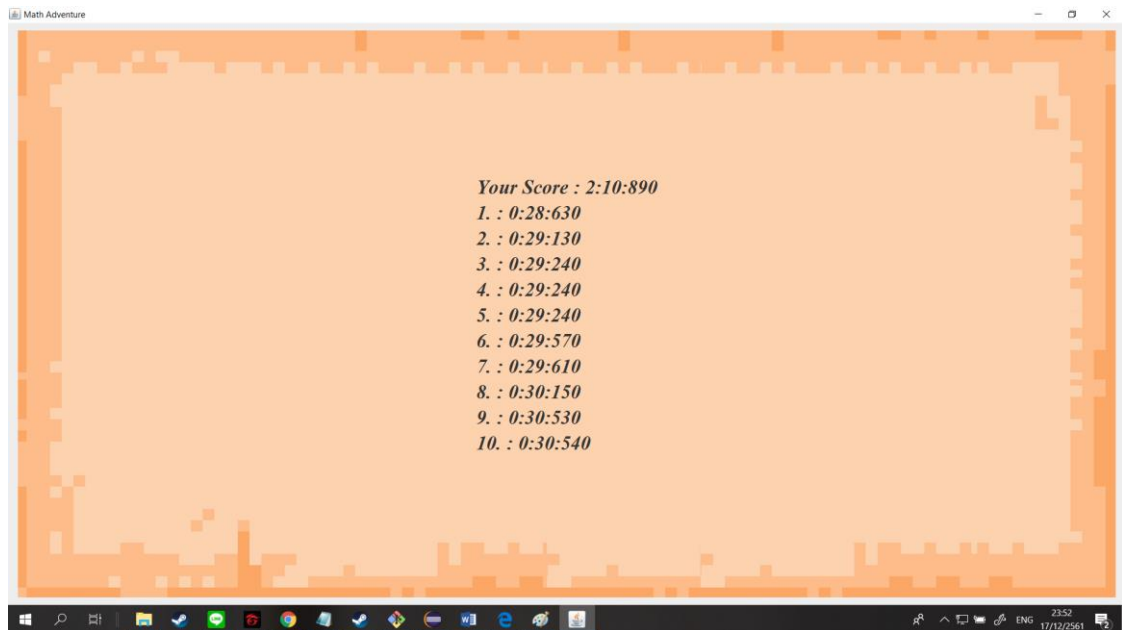 Math Adventure
Your Score : 2:10:890
1. : 0:28:630
2. : 0:29:130
3. : 0:29:240
4. : 0:29:240
5. : 0:29:240
6. : 0:29:570
7. : 0:29:610
8. : 0:30:150
9. : 0:30:530
10. : 0:30:540
ENG
23:52
17/12/2561